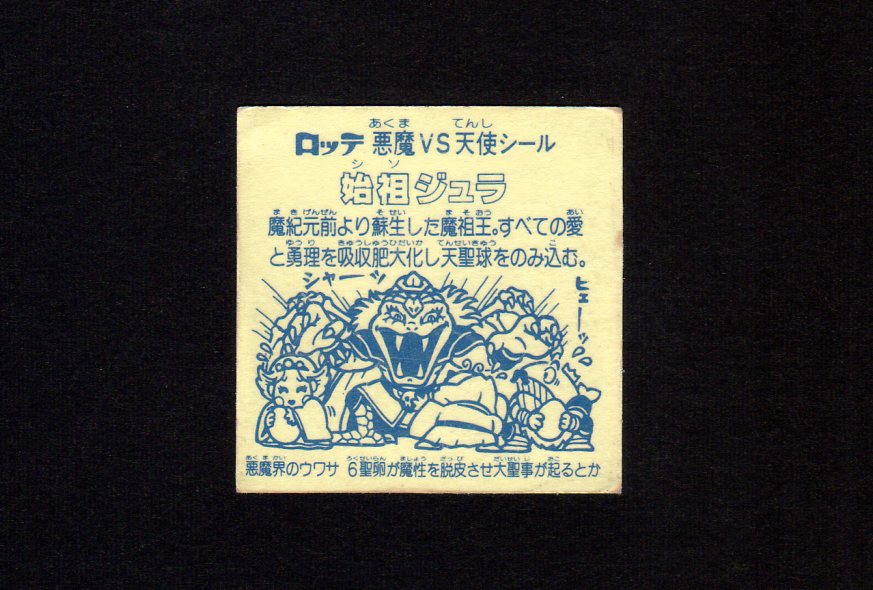 ロッテ 悪魔VS天使シール
始祖ジュラ
魔紀元前より蘇生した魔祖王。すべての愛
と勇理を吸収肥大化し天聖球をのみ込む。
シャーッ
ヒェーッ
悪魔界のウワサ 6聖卵が魔性を脱皮させ大聖事が起るとか